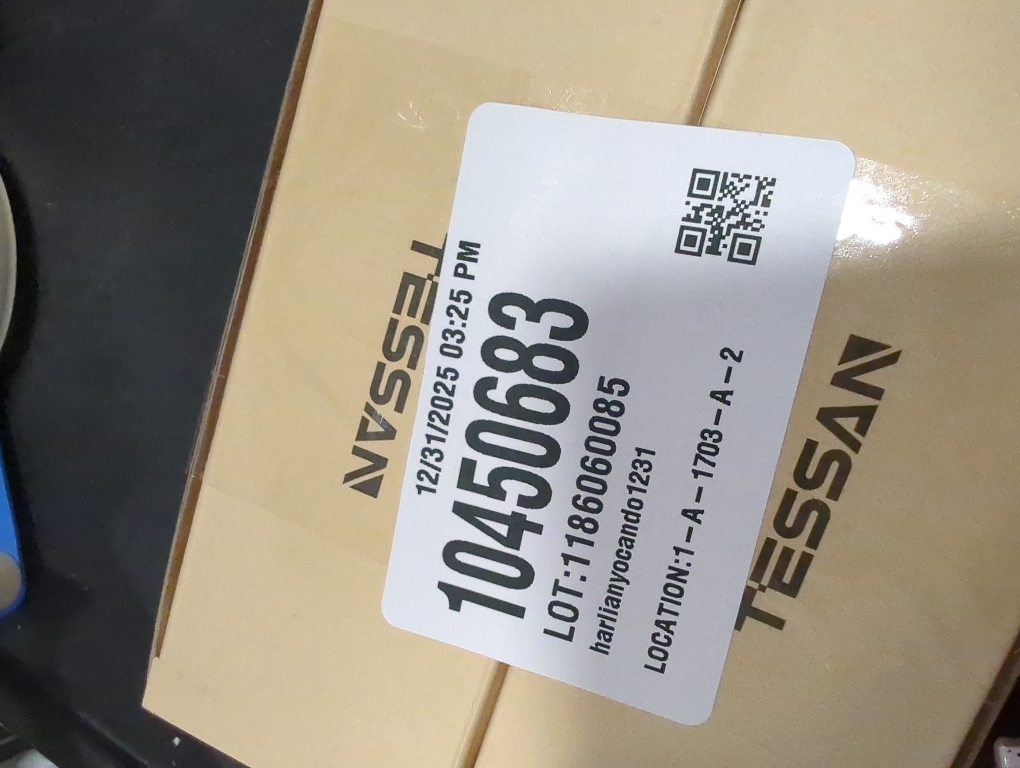 TESSAN
12/31/2025 03:25 PM
10450683
LOT:1186060085
harlianyocando1231
LOCATION:1-A-1703-A-2
TESSAN